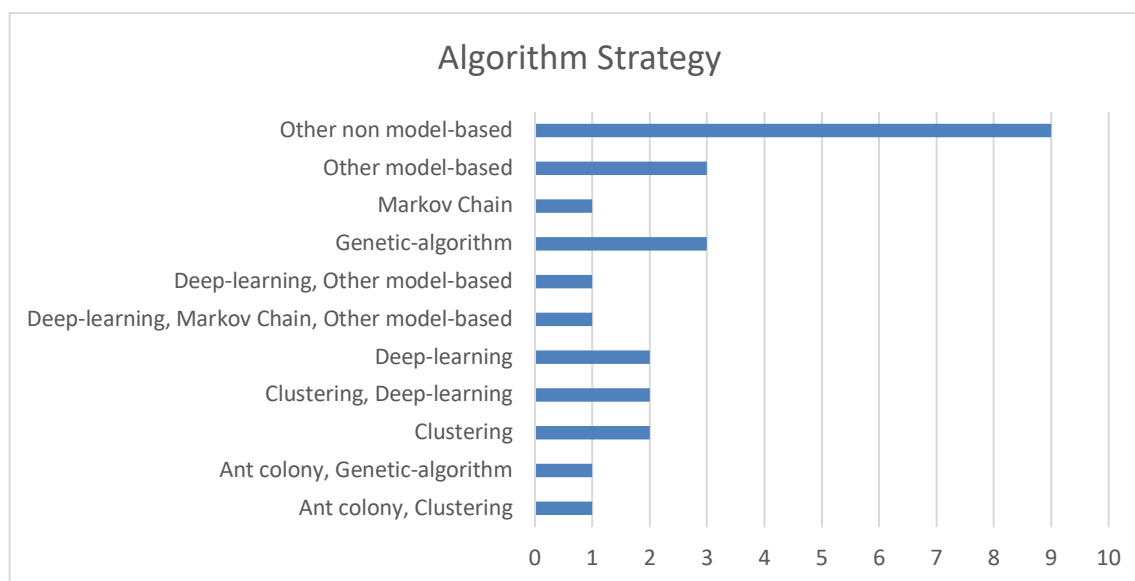 Algorithm Strategy
Other non model-based
Other model-based
Markov Chain
Genetic-algorithm
Deep-learning, Other model-based
Deep-learning, Markov Chain, Other model-based
Deep-learning
Clustering, Deep-learning
Clustering
Ant colony, Genetic-algorithm
Ant colony, Clustering
0 1 2 3 4 5 6 7 8 9 10